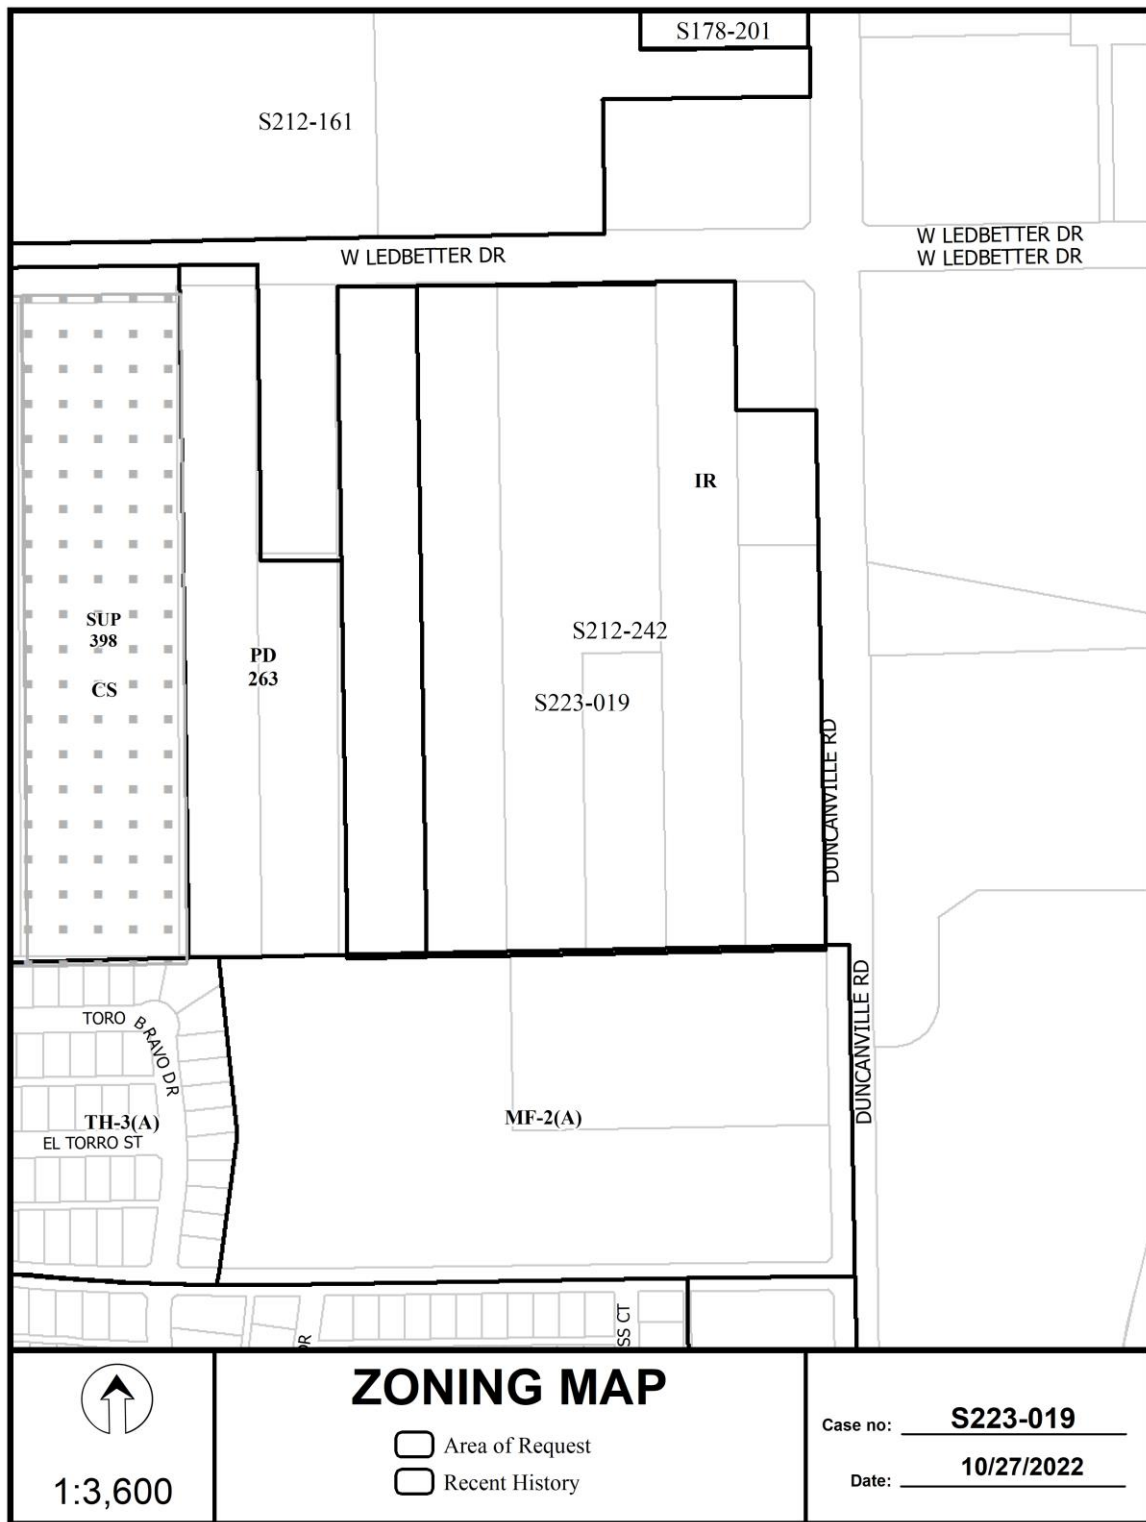 S178-201
S212-161
W LEDBETTER DR
W LEDBETTER DR
W LEDBETTER DR
IR
SUP
398
CS
PD
263
S212-242
S223-019
DUNCANVILLE RD
DUNCANVILLE RD
TORO BRAVO DR
TH-3(A)
EL TORRO ST
MF-2(A)
DR
SS CT
1:3,600
ZONING MAP
Area of Request
Recent History
Case no: S223-019
Date: 10/27/2022